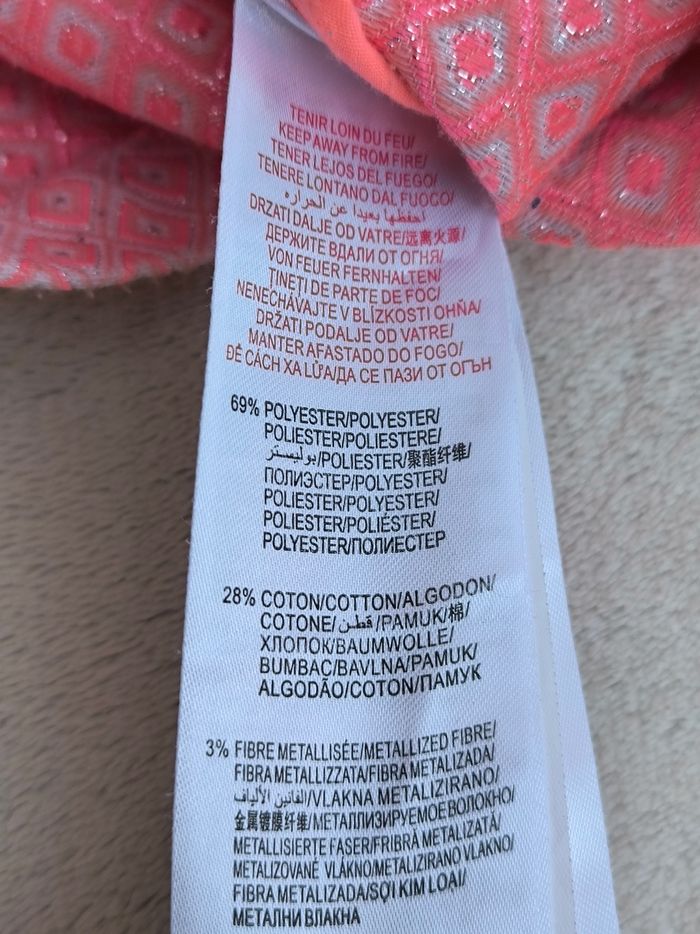 TENIR LOIN DU FEU/
KEEP AWAY FROM FIRE/
TENER LEJOS DEL FUEGO/
TENERE LONTANO DAL FUOCO/
احفظها بعيدا عن الحرارة
DRZATI DALJE OD VATRE/远离火源/
ДЕРЖИТЕ ВДАЛИ ОТ ОГНЯ/
VON FEUER FERNHALTEN/
ȚINEȚI DE PARTE DE FOC/
NENECHÁVAJTE V BLÍZKOSTI OHŇA/
DRŽATI PODALJE OD VATRE/
MANTER AFASTADO DO FOGO/
ĐỂ CÁCH XA LỬA/ДА СЕ ПАЗИ ОТ ОГЪН
69% POLYESTER/POLYESTER/
POLIESTER/POLIESTERE/
بوليستر/POLIESTER/聚酯纤维/
ПОЛИЭСТЕР/POLYESTER/
POLIESTER/POLYESTER/
POLIESTER/POLIÉSTER/
POLYESTER/ПОЛИЕСТЕР
28% COTON/COTTON/ALGODON/
COTONE/قطن/PAMUK/棉/
ХЛОПОК/BAUMWOLLE/
BUMBAC/BAVLNA/PAMUK/
ALGODÃO/COTON/ПАМУК
3% FIBRE METALLISÉE/METALLIZED FIBRE/
FIBRA METALLIZZATA/FIBRA METALIZADA/
الفانين الألياف/VLAKNA METALIZIRANO/
金属镀膜纤维/МЕТАЛЛИЗИРУЕМОЕ ВОЛОКНО/
METALLISIERTE FASER/FRIBRĂ METALIZATĂ/
METALIZOVANÉ VLÁKNO/METALIZIRANO VLAKNO/
FIBRA METALIZADA/SỢI KIM LOẠI/
МЕТАЛНИ ВЛАКНА